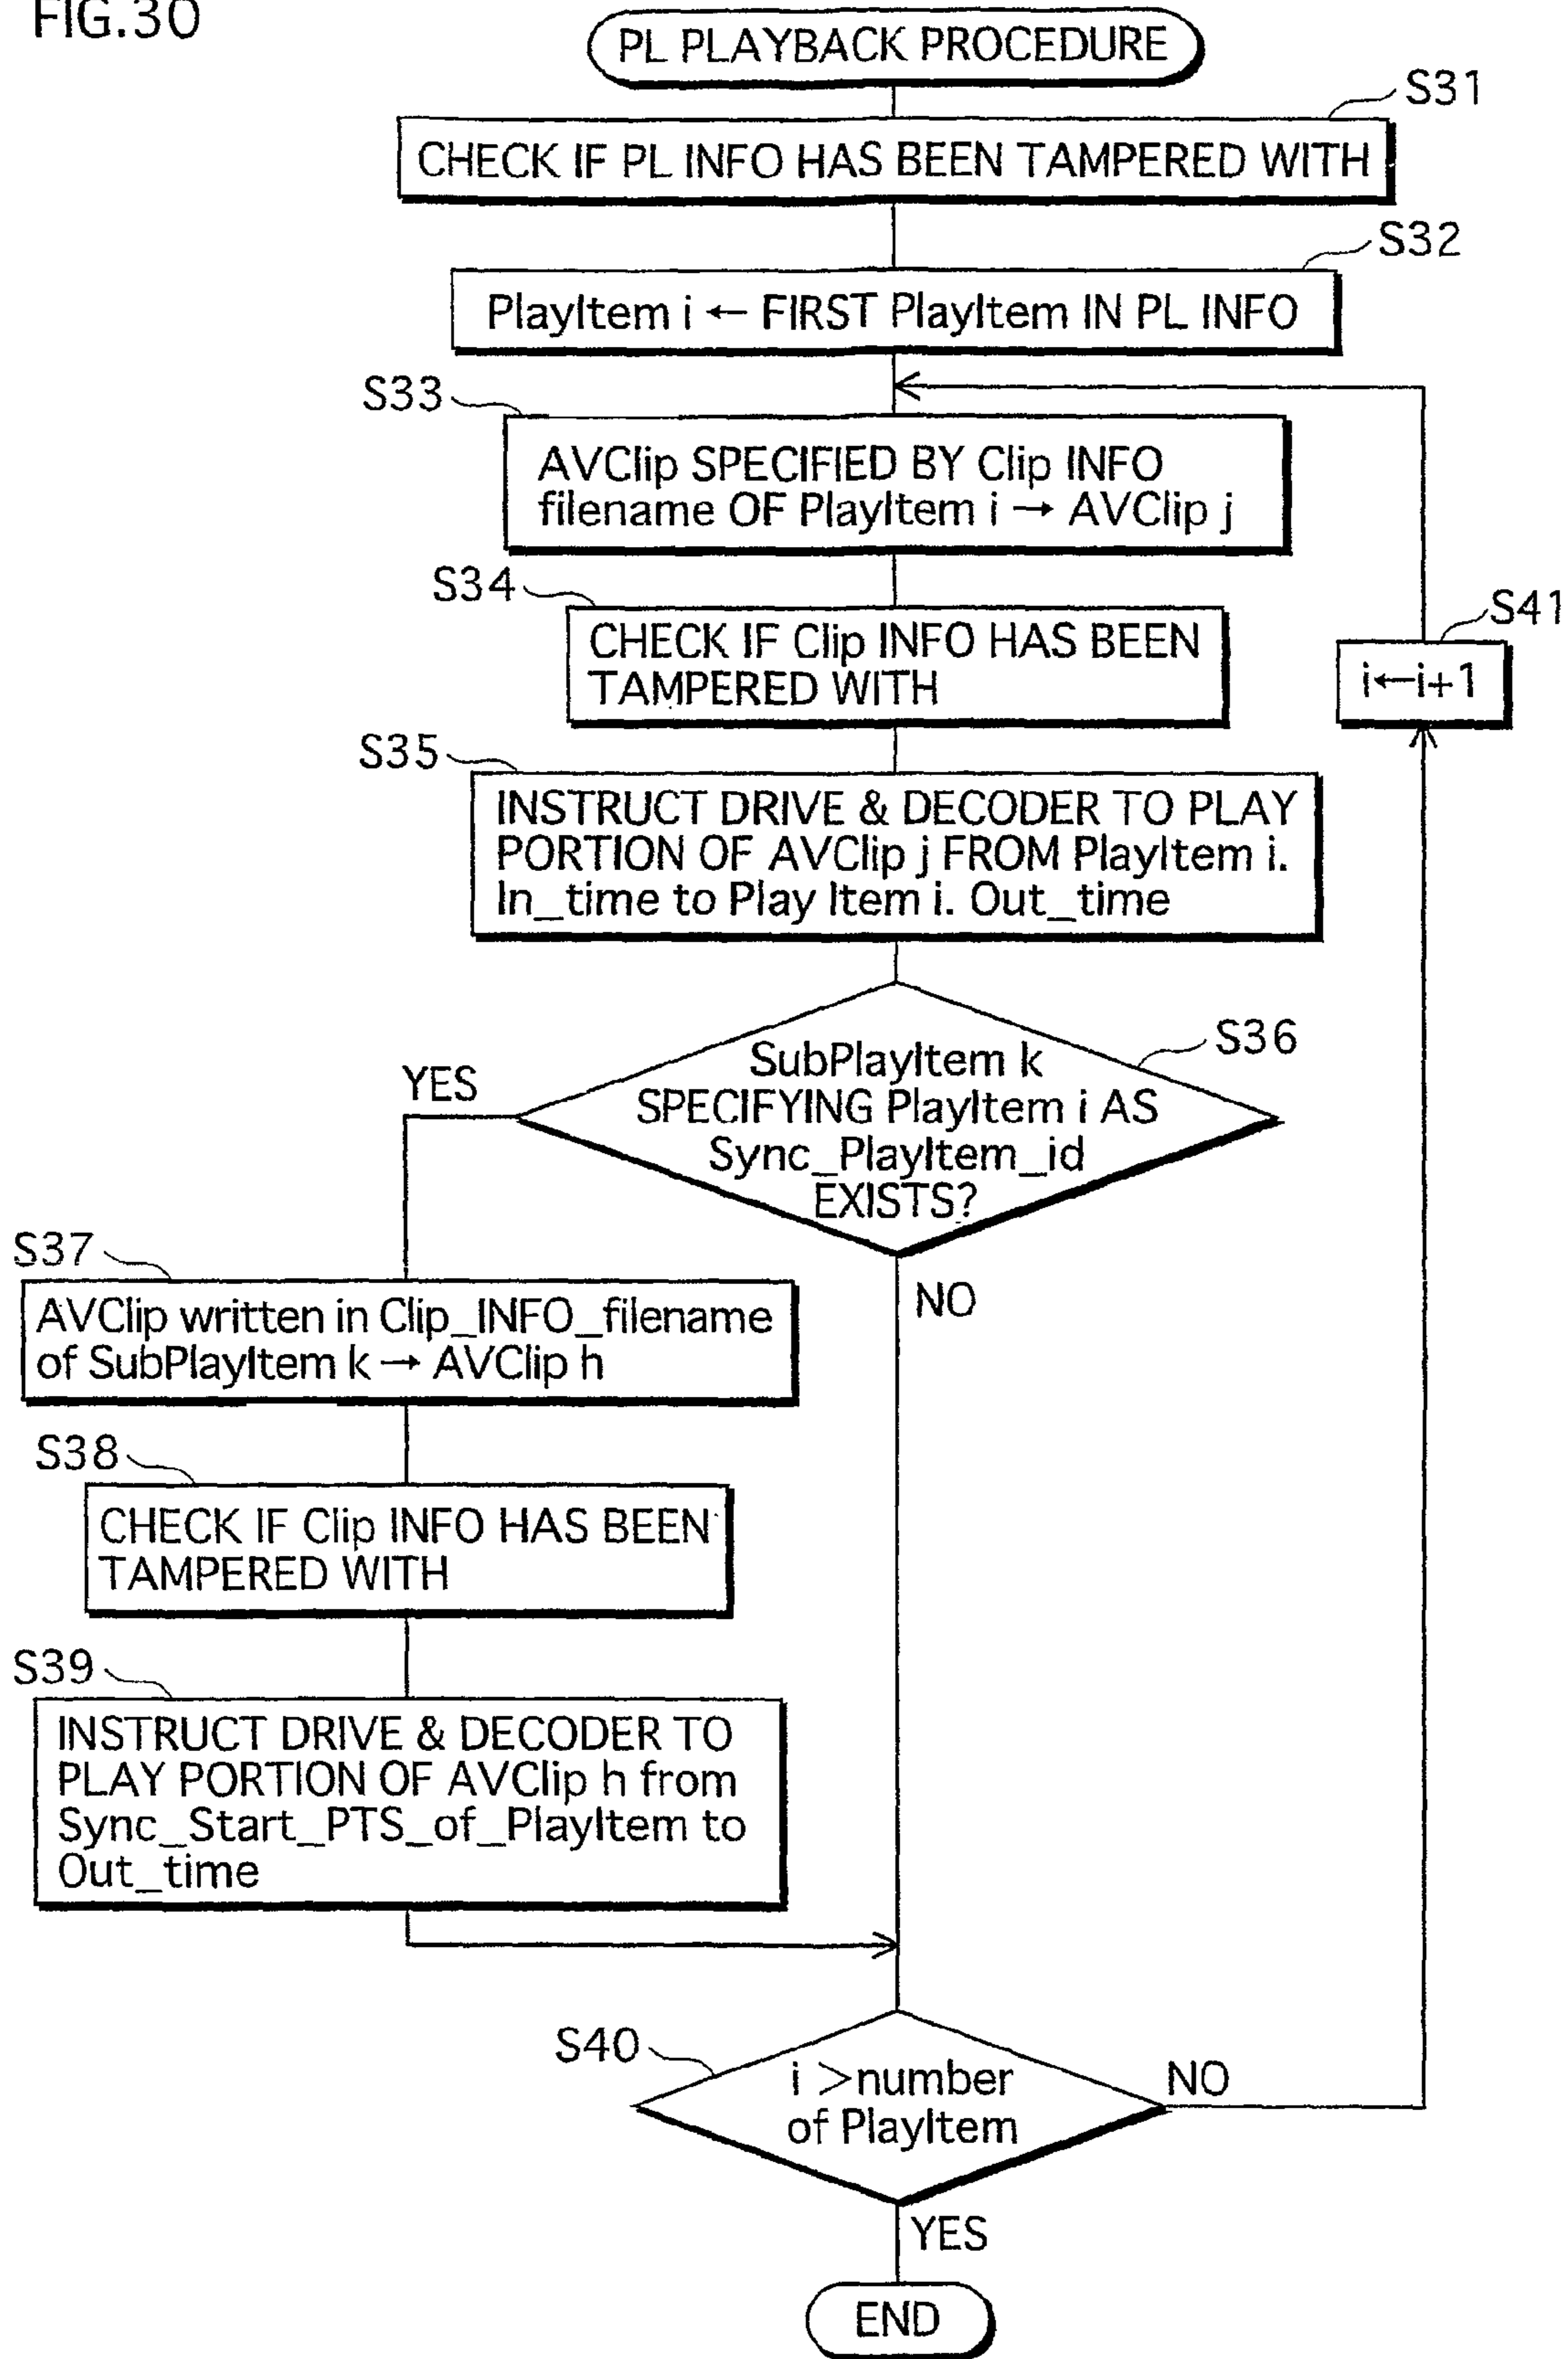 FIG.30
PL PLAYBACK PROCEDURE
S31
CHECK IF PL INFO HAS BEEN TAMPERED WITH
S32
PlayItem i ← FIRST PlayItem IN PL INFO
S33
AVClip SPECIFIED BY Clip INFO
filename OF PlayItem i → AVClip j
S34
CHECK IF Clip INFO HAS BEEN
TAMPERED WITH
S41
i←i+1
S35
INSTRUCT DRIVE & DECODER TO PLAY
PORTION OF AVClip j FROM PlayItem i.
In_time to Play Item i. Out_time
S36
SubPlayItem k
SPECIFYING PlayItem i AS
Sync_PlayItem_id
EXISTS?
YES
NO
S37
AVClip written in Clip_INFO_filename
of SubPlayItem k → AVClip h
S38
CHECK IF Clip INFO HAS BEEN
TAMPERED WITH
S39
INSTRUCT DRIVE & DECODER TO
PLAY PORTION OF AVClip h from
Sync_Start_PTS_of_PlayItem to
Out_time
S40
i >number
of PlayItem
NO
YES
END